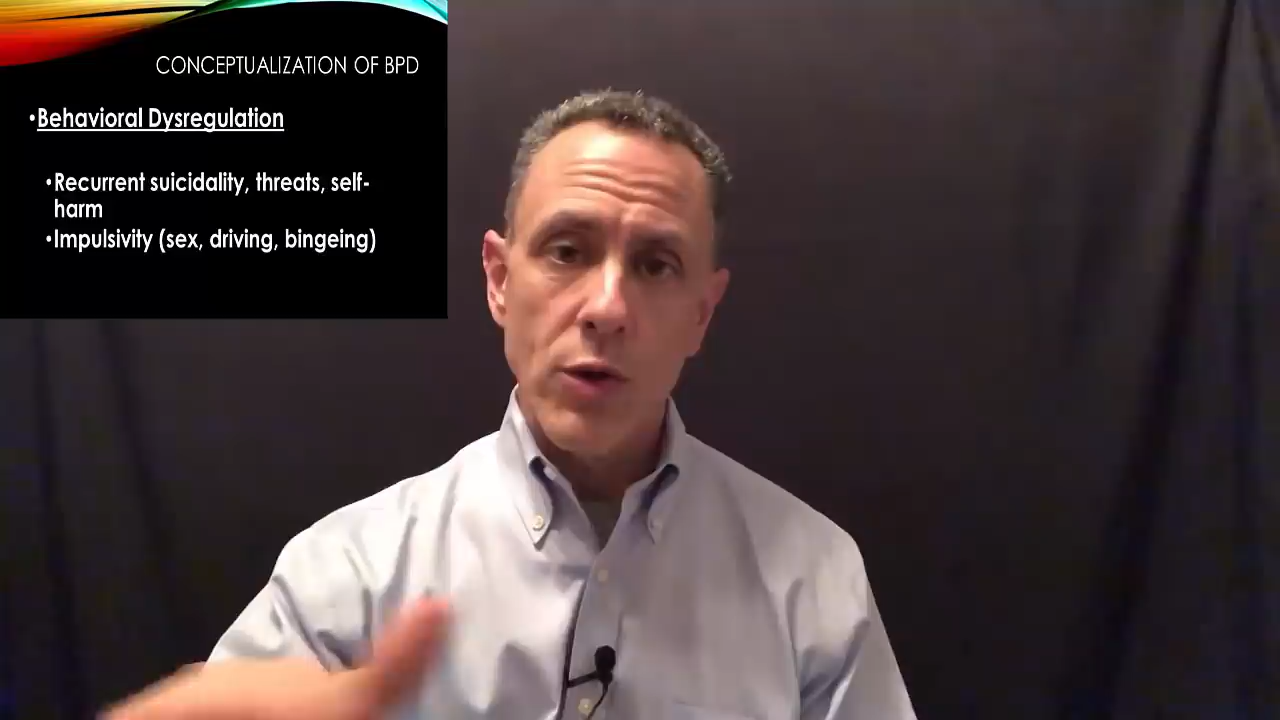 CONCEPTUALIZATION OF BPD
•Behavioral Dysregulation
•Recurrent suicidality, threats, self-
harm
•Impulsivity (sex, driving, bingeing)